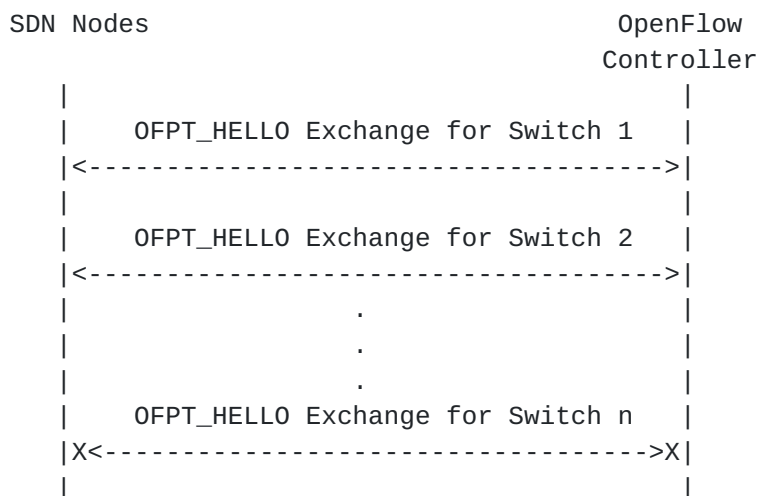 SDN Nodes                              OpenFlow
                                      Controller
   |                                       |
   |    OFPT_HELLO Exchange for Switch 1   |
   |<------------------------------------->|
   |                                       |
   |    OFPT_HELLO Exchange for Switch 2   |
   |<------------------------------------->|
   |                  .                    |
   |                  .                    |
   |                  .                    |
   |    OFPT_HELLO Exchange for Switch n   |
   |X<----------------------------------->X|
   |                                       |